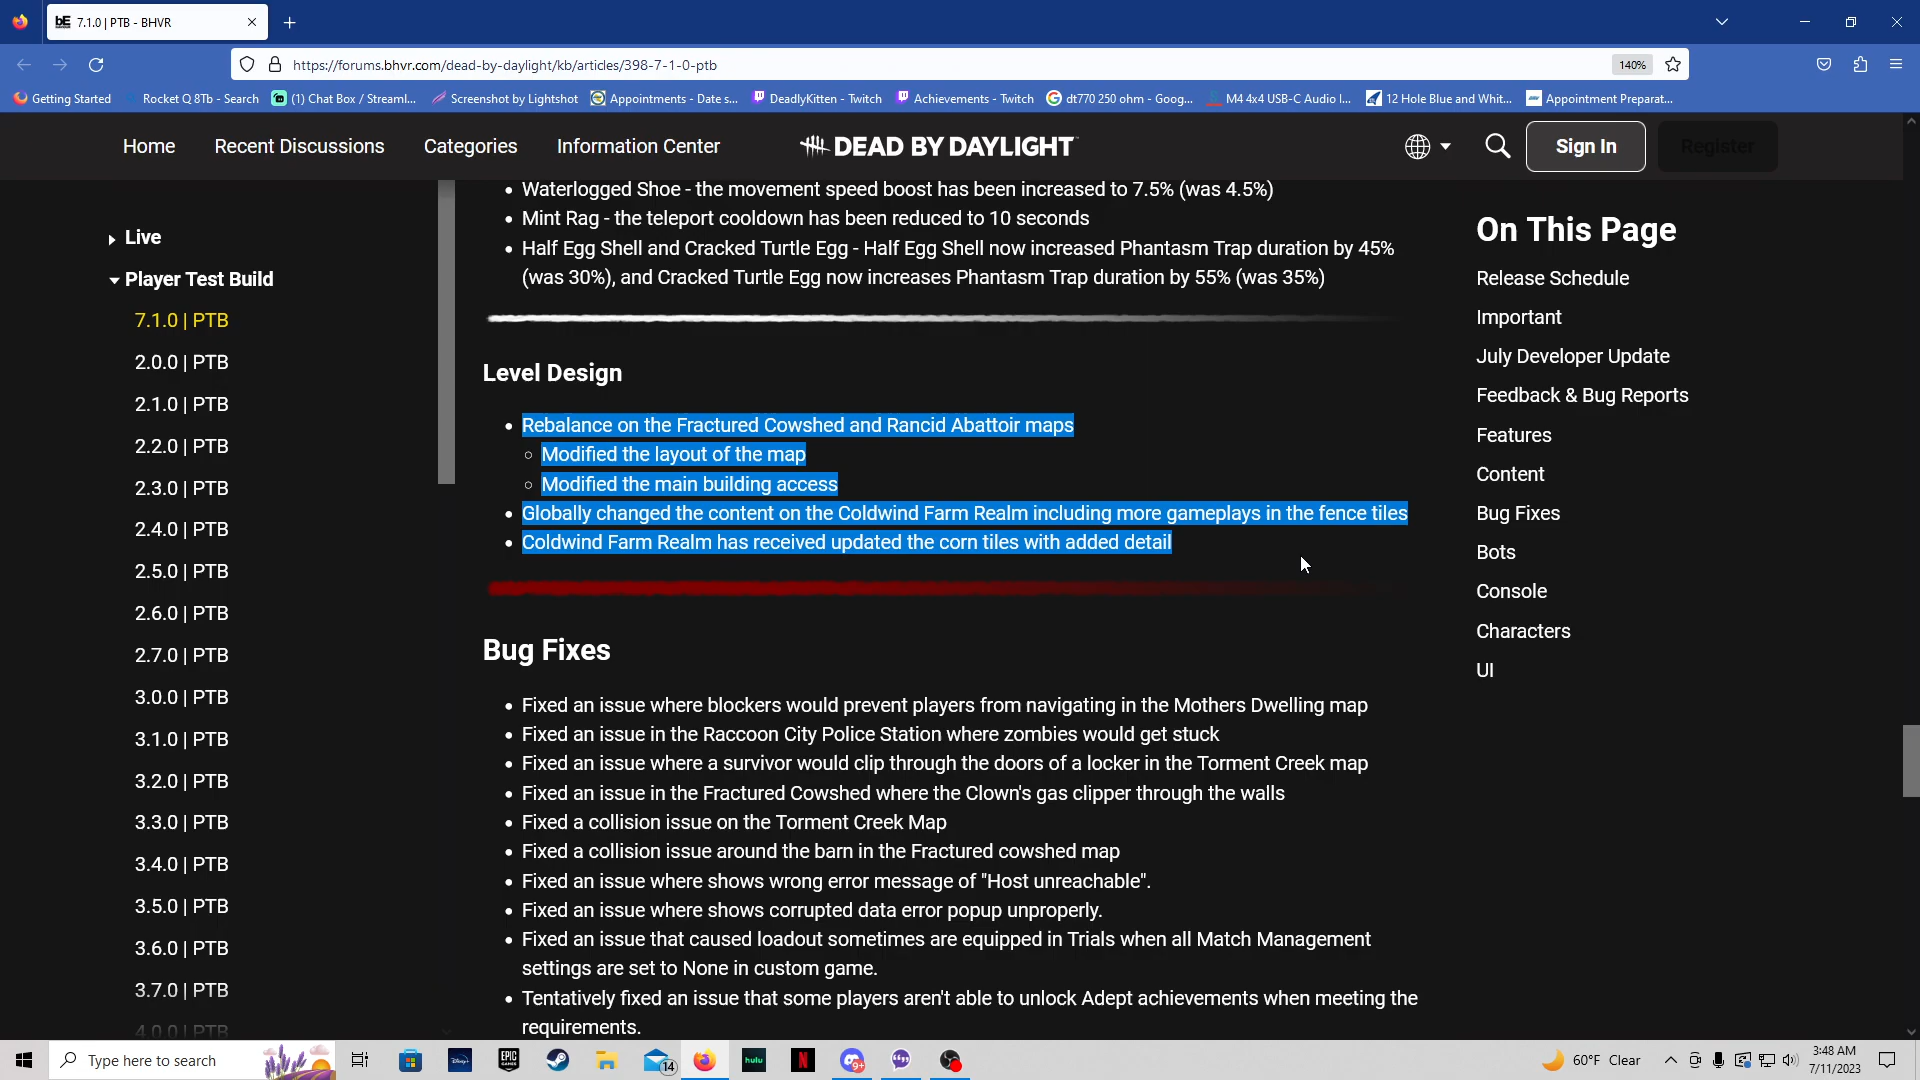 7.1.0 | PTB - BHVR
https://forums.bhvr.com/dead-by-daylight/kb/articles/398-7-1-0-ptb
140%
Getting Started
Rocket Q 8Tb - Search
(1) Chat Box / Streaml...
Screenshot by Lightshot
Appointments - Date s...
DeadlyKitten - Twitch
Achievements - Twitch
dt770 250 ohm - Goog...
M4 4x4 USB-C Audio I...
12 Hole Blue and Whit...
Appointment Preparat...
Home
Recent Discussions
Categories
Information Center
DEAD BY DAYLIGHT
Sign In
Register
Live
Player Test Build
7.1.0 | PTB
2.0.0 | PTB
2.1.0 | PTB
2.2.0 | PTB
2.3.0 | PTB
2.4.0 | PTB
2.5.0 | PTB
2.6.0 | PTB
2.7.0 | PTB
3.0.0 | PTB
3.1.0 | PTB
3.2.0 | PTB
3.3.0 | PTB
3.4.0 | PTB
3.5.0 | PTB
3.6.0 | PTB
3.7.0 | PTB
4.0.0 | PTB
Waterlogged Shoe - the movement speed boost has been increased to 7.5% (was 4.5%)
Mint Rag - the teleport cooldown has been reduced to 10 seconds
Half Egg Shell and Cracked Turtle Egg - Half Egg Shell now increased Phantasm Trap duration by 45%
(was 30%), and Cracked Turtle Egg now increases Phantasm Trap duration by 55% (was 35%)
Level Design
Rebalance on the Fractured Cowshed and Rancid Abattoir maps
Modified the layout of the map
Modified the main building access
Globally changed the content on the Coldwind Farm Realm including more gameplays in the fence tiles
Coldwind Farm Realm has received updated the corn tiles with added detail
Bug Fixes
Fixed an issue where blockers would prevent players from navigating in the Mothers Dwelling map
Fixed an issue in the Raccoon City Police Station where zombies would get stuck
Fixed an issue where a survivor would clip through the doors of a locker in the Torment Creek map
Fixed an issue in the Fractured Cowshed where the Clown's gas clipper through the walls
Fixed a collision issue on the Torment Creek Map
Fixed a collision issue around the barn in the Fractured cowshed map
Fixed an issue where shows wrong error message of "Host unreachable".
Fixed an issue where shows corrupted data error popup unproperly.
Fixed an issue that caused loadout sometimes are equipped in Trials when all Match Management
settings are set to None in custom game.
Tentatively fixed an issue that some players aren't able to unlock Adept achievements when meeting the
requirements.
On This Page
Release Schedule
Important
July Developer Update
Feedback & Bug Reports
Features
Content
Bug Fixes
Bots
Console
Characters
UI
Type here to search
Disney+
EPIC GAMES
14
hulu
N
9+
60°F Clear
3:48 AM
7/11/2023